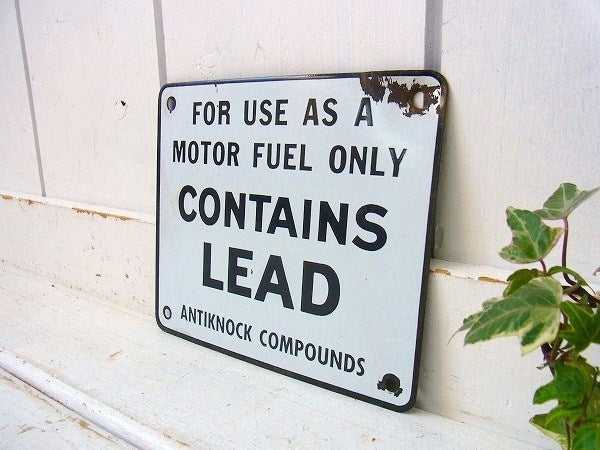 FOR USE AS A
MOTOR FUEL ONLY
CONTAINS
LEAD
ANTIKNOCK COMPOUNDS